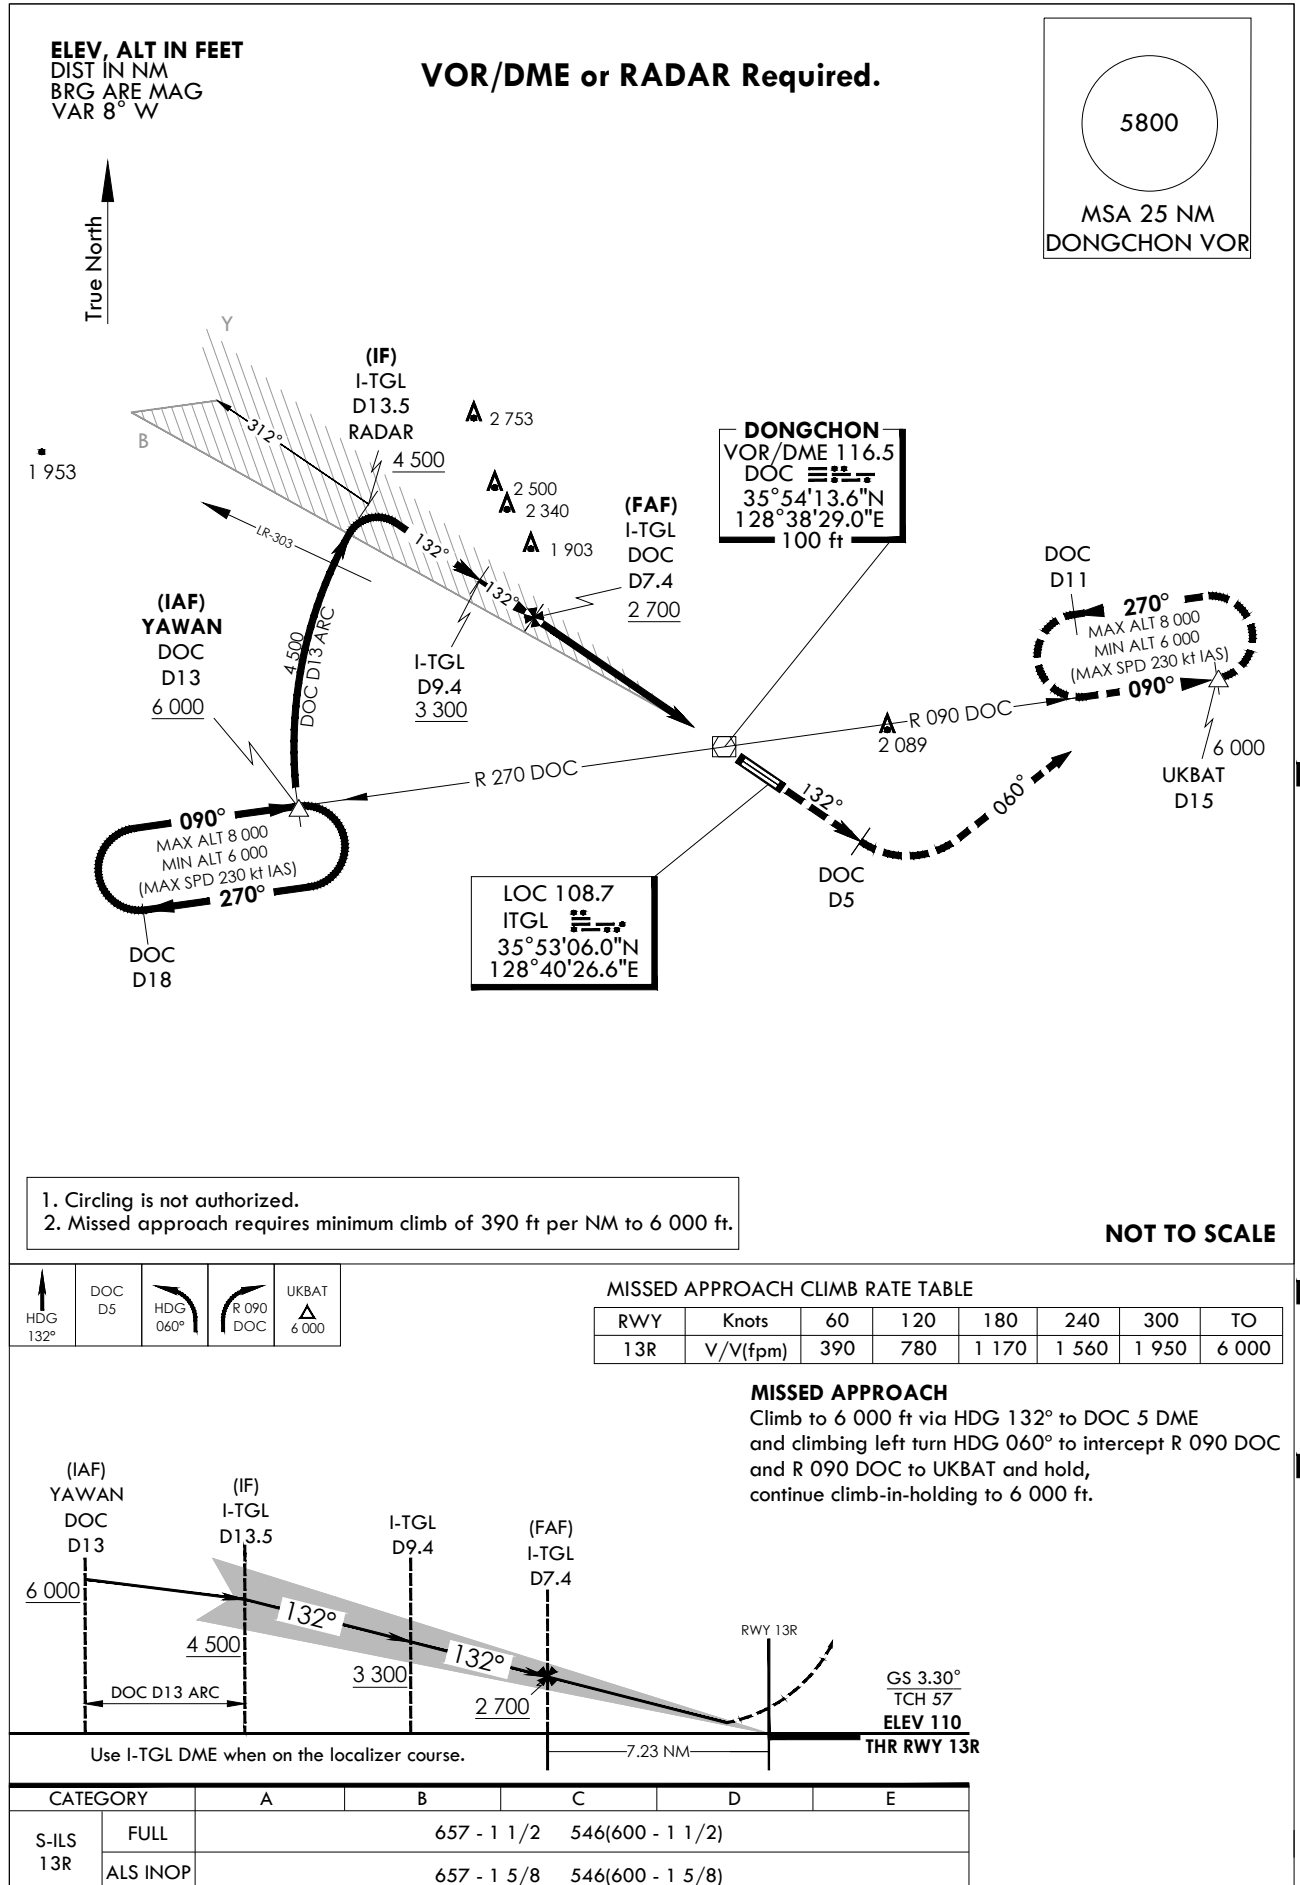 ELEV, ALT IN FEET
DIST IN NM
BRG ARE MAG
VAR 8° W
VOR/DME or RADAR Required.
5800
MSA 25 NM
DONGCHON VOR
True North
Y
B
312°
1 953
(IF)
I-TGL
D13.5
RADAR
4 500
2 753
2 500
2 340
1 903
(FAF)
I-TGL
DOC
D7.4
2 700
DONGCHON
VOR/DME 116.5
DOC
35°54'13.6"N
128°38'29.0"E
100 ft
LR-303
132°
132°
(IAF)
YAWAN
DOC
D13
6 000
4 500
DOC D13 ARC
I-TGL
D9.4
3 300
DOC
D11
270°
MAX ALT 8 000
MIN ALT 6 000
(MAX SPD 230 kt IAS)
090°
R 090 DOC
2 089
6 000
UKBAT
D15
R 270 DOC
132°
060°
DOC
D5
090°
MAX ALT 8 000
MIN ALT 6 000
(MAX SPD 230 kt IAS)
270°
DOC
D18
LOC 108.7
ITGL
35°53'06.0"N
128°40'26.6"E
1. Circling is not authorized.
2. Missed approach requires minimum climb of 390 ft per NM to 6 000 ft.
NOT TO SCALE
HDG
132°
DOC
D5
HDG
060°
R 090
DOC
UKBAT
6 000
MISSED APPROACH CLIMB RATE TABLE
RWY Knots 60 120 180 240 300 TO
13R V/V(fpm) 390 780 1 170 1 560 1 950 6 000
MISSED APPROACH
Climb to 6 000 ft via HDG 132° to DOC 5 DME
and climbing left turn HDG 060° to intercept R 090 DOC
and R 090 DOC to UKBAT and hold,
continue climb-in-holding to 6 000 ft.
(IAF)
YAWAN
DOC
D13
6 000
(IF)
I-TGL
D13.5
4 500
DOC D13 ARC
132°
I-TGL
D9.4
3 300
132°
(FAF)
I-TGL
D7.4
2 700
RWY 13R
GS 3.30°
TCH 57
ELEV 110
THR RWY 13R
Use I-TGL DME when on the localizer course.
7.23 NM
CATEGORY A B C D E
S-ILS
13R
FULL 657 - 1 1/2 546(600 - 1 1/2)
ALS INOP 657 - 1 5/8 546(600 - 1 5/8)